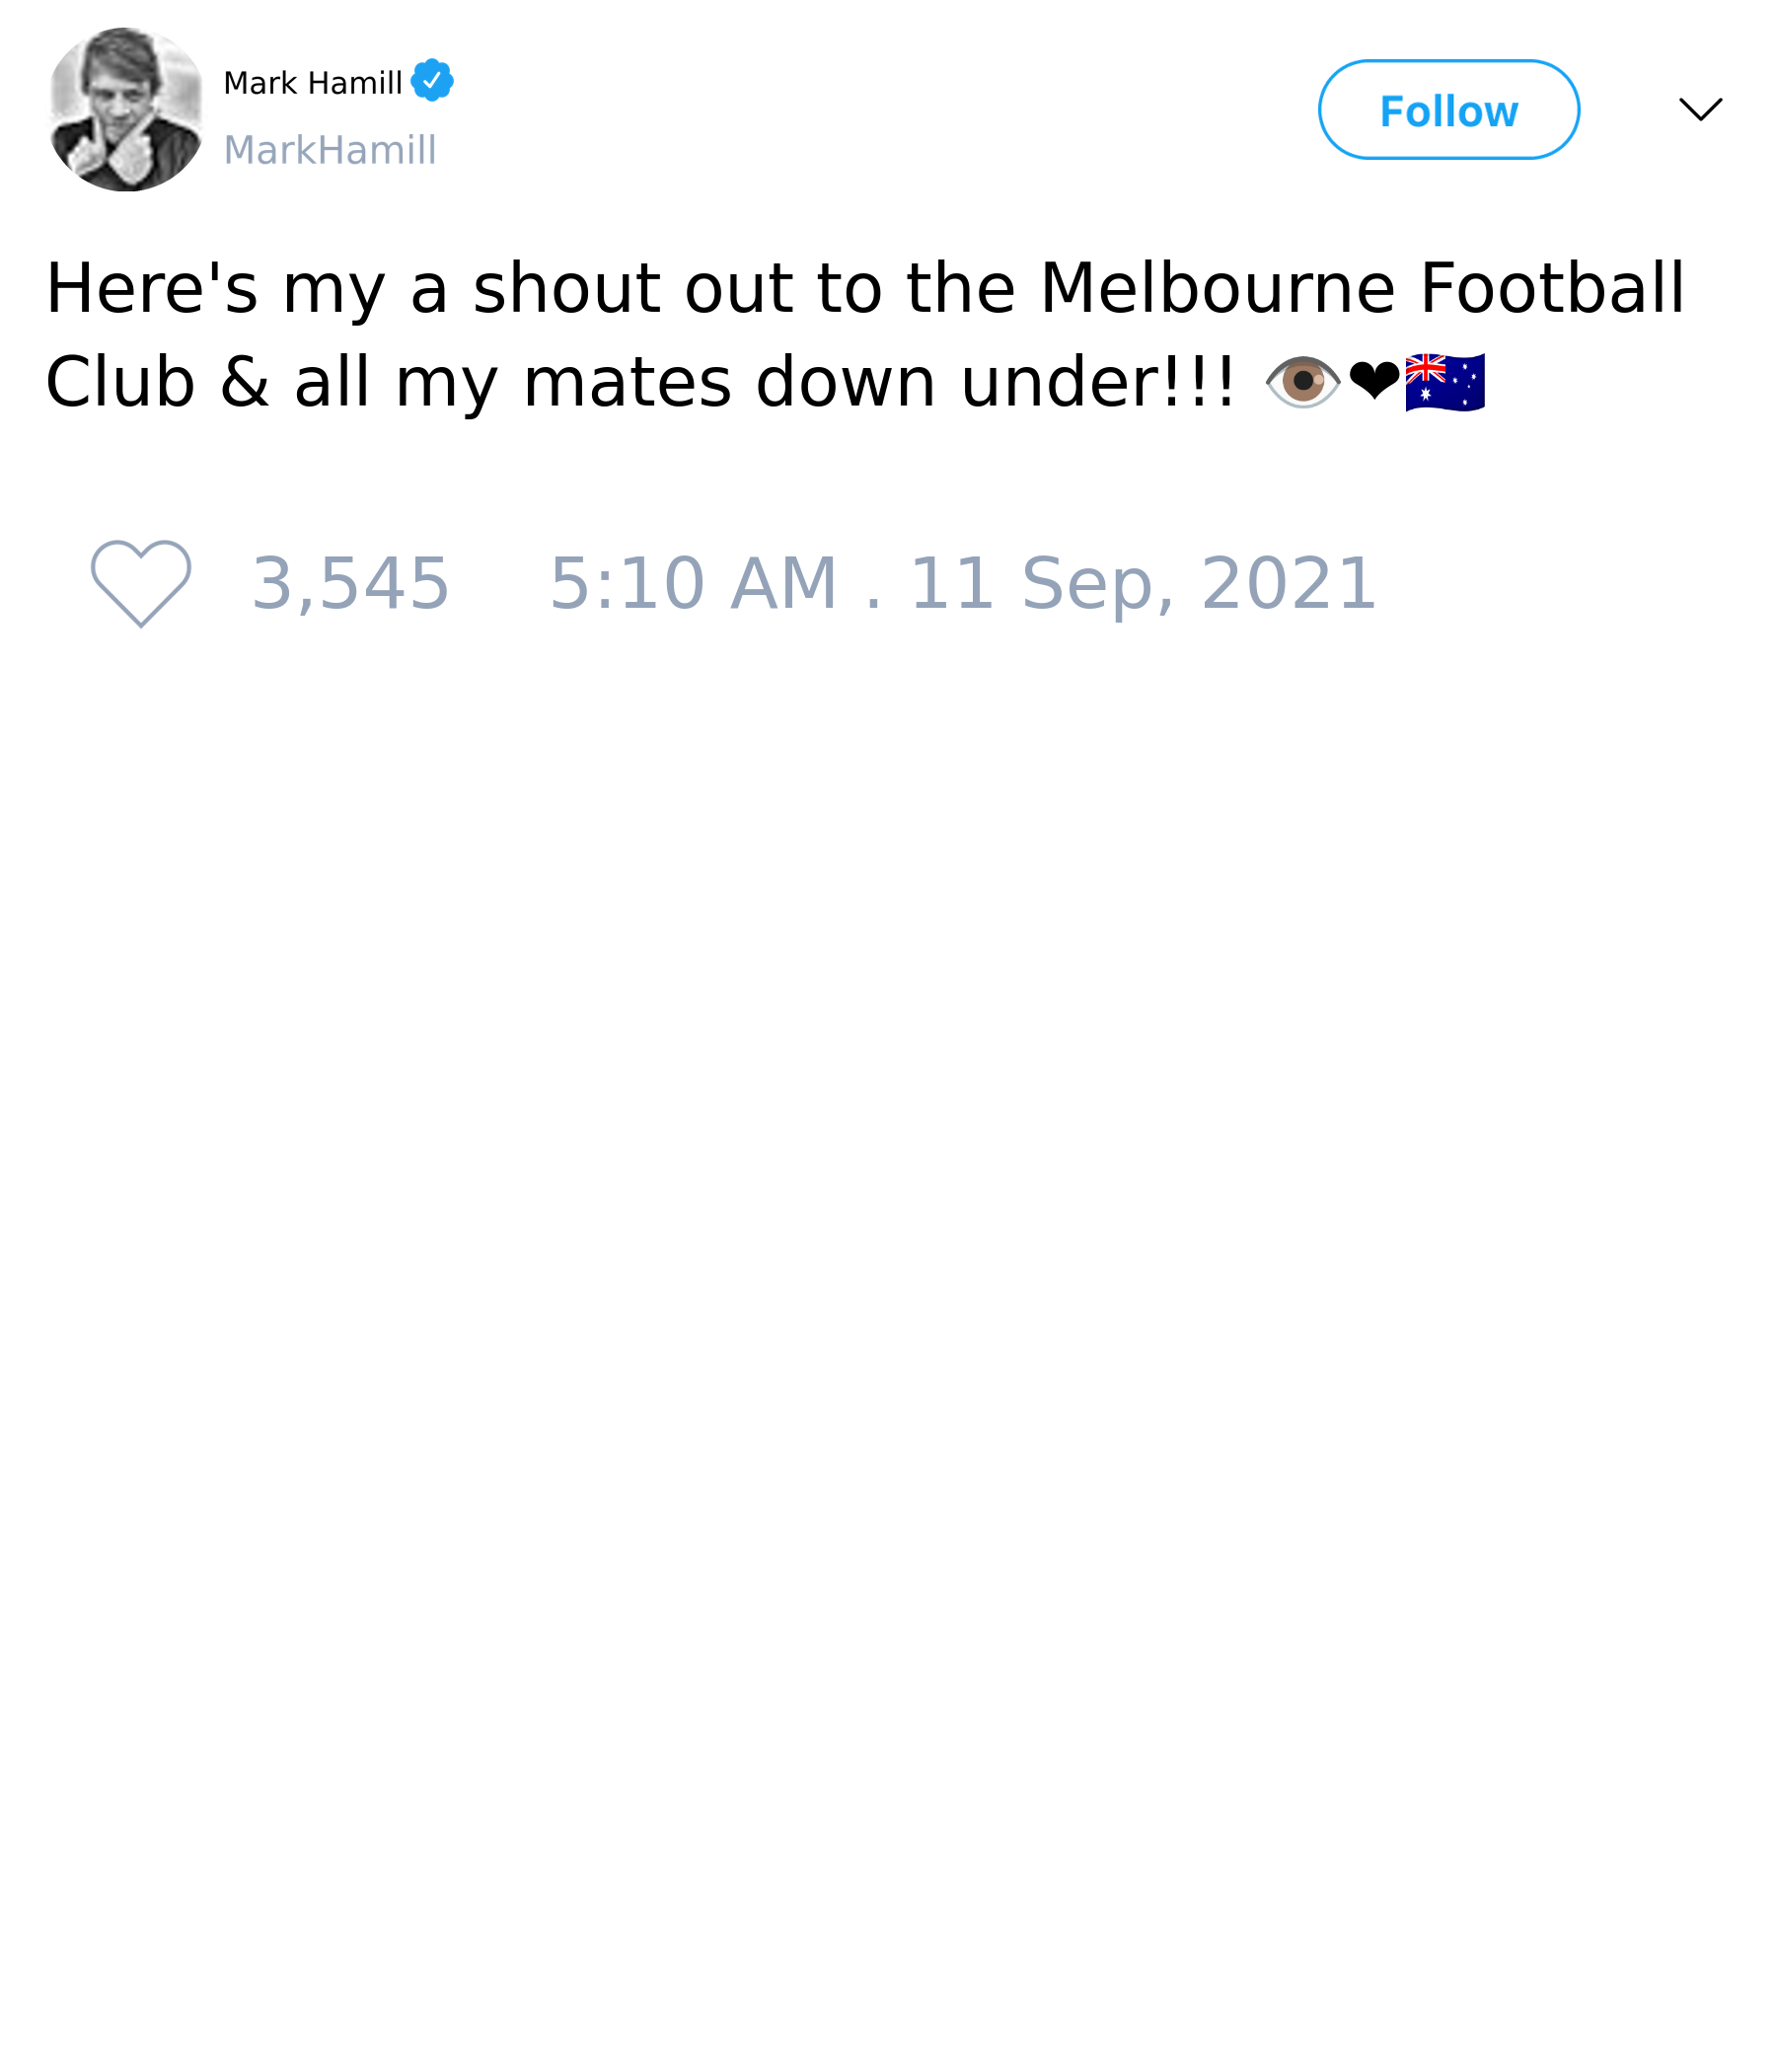 Mark Hamill
MarkHamill
Follow
Here's my a shout out to the Melbourne Football
Club & all my mates down under!!! 👁️❤🇦🇺
3,545 5:10 AM . 11 Sep, 2021